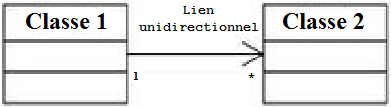 Classe 1
Lien
unidirectionnel
Classe 2
1
*